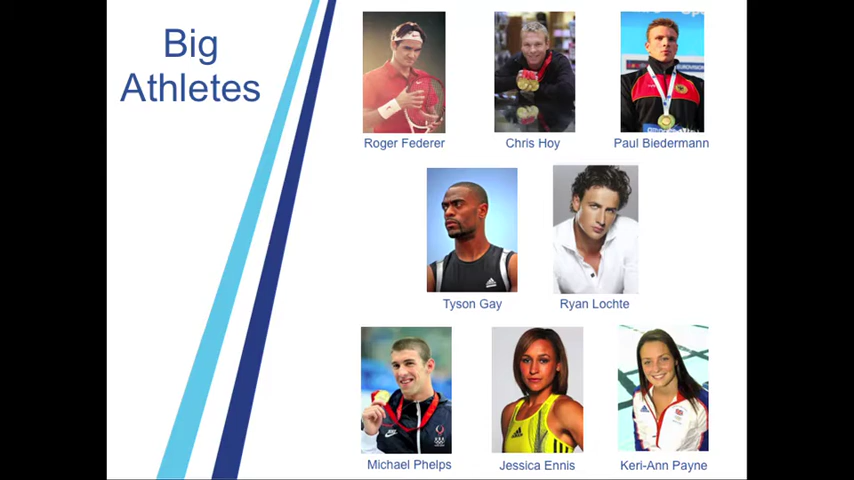 Big
Athletes
Roger Federer
Chris Hoy
Paul Biedermann
Tyson Gay
Ryan Lochte
Michael Phelps
Jessica Ennis
Keri-Ann Payne